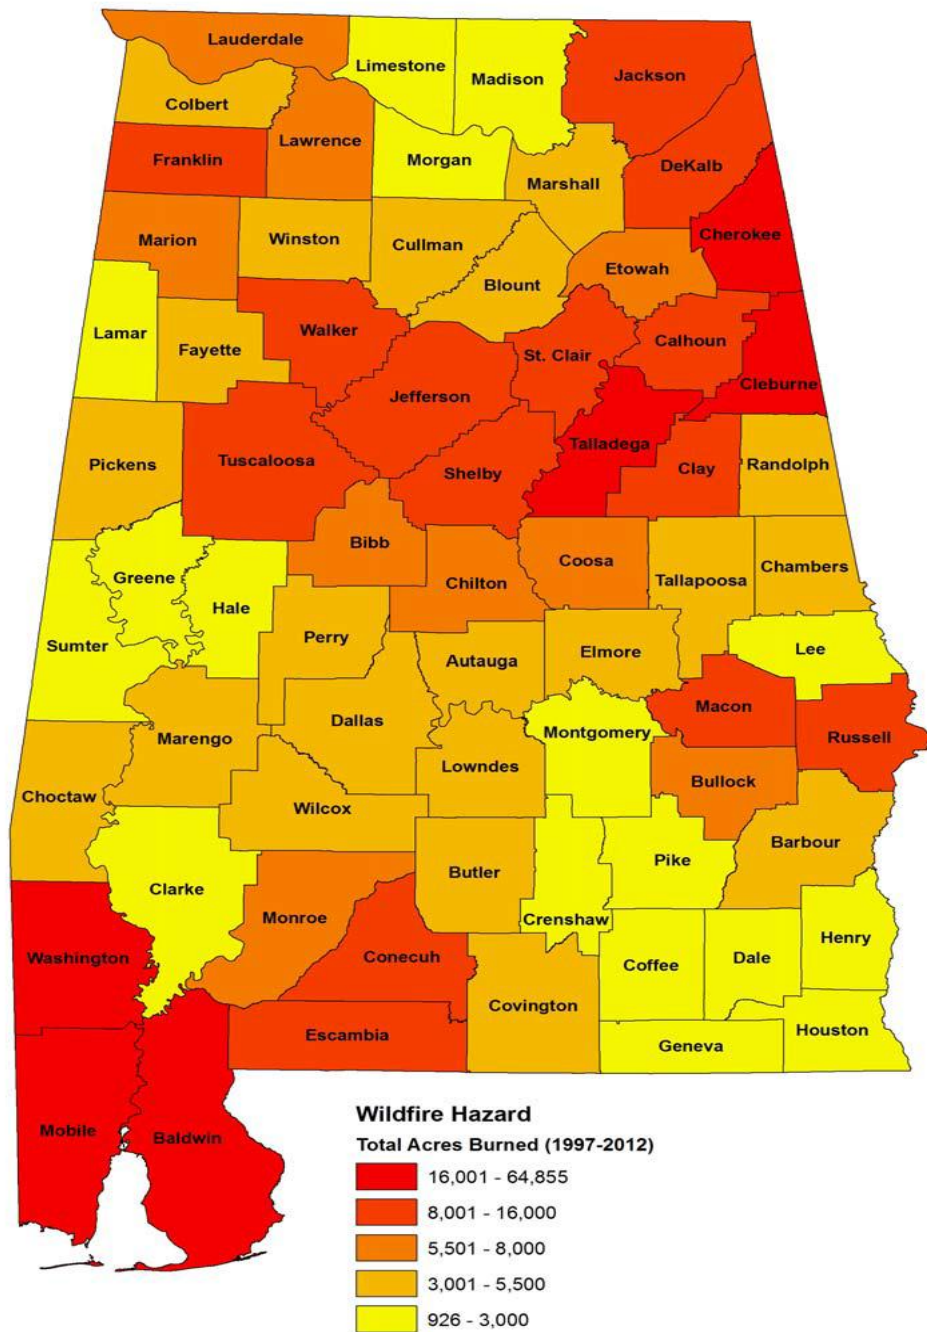 Lauderdale
Limestone
Madison
Jackson
Colbert
Lawrence
Franklin
Morgan
Marshall
DeKalb
Cherokee
Marion
Winston
Cullman
Blount
Etowah
Lamar
Fayette
Walker
St. Clair
Calhoun
Cleburne
Jefferson
Talladega
Pickens
Tuscaloosa
Shelby
Clay
Randolph
Bibb
Chilton
Coosa
Tallapoosa
Chambers
Greene
Hale
Sumter
Perry
Autauga
Elmore
Lee
Marengo
Dallas
Lowndes
Montgomery
Macon
Russell
Choctaw
Wilcox
Bullock
Barbour
Clarke
Monroe
Butler
Crenshaw
Pike
Washington
Conecuh
Covington
Coffee
Dale
Henry
Escambia
Geneva
Houston
Mobile
Baldwin
Wildfire Hazard
Total Acres Burned (1997-2012)
16,001 - 64,855
8,001 - 16,000
5,501 - 8,000
3,001 - 5,500
926 - 3,000